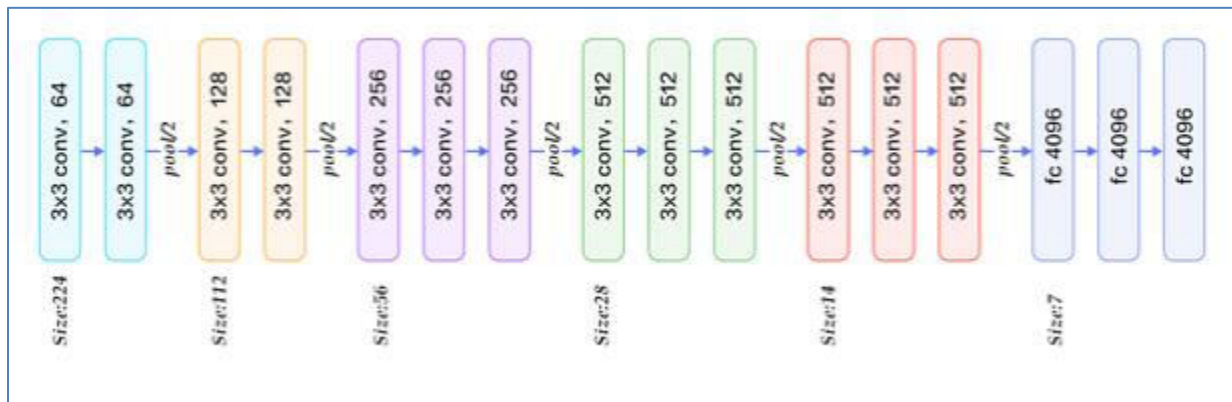 3x3 conv, 64
3x3 conv, 64
pool/2
3x3 conv, 128
3x3 conv, 128
pool/2
3x3 conv, 256
3x3 conv, 256
3x3 conv, 256
pool/2
3x3 conv, 512
3x3 conv, 512
3x3 conv, 512
pool/2
3x3 conv, 512
3x3 conv, 512
3x3 conv, 512
pool/2
fc 4096
fc 4096
fc 4096
Size:224
Size:112
Size:56
Size:28
Size:14
Size:7